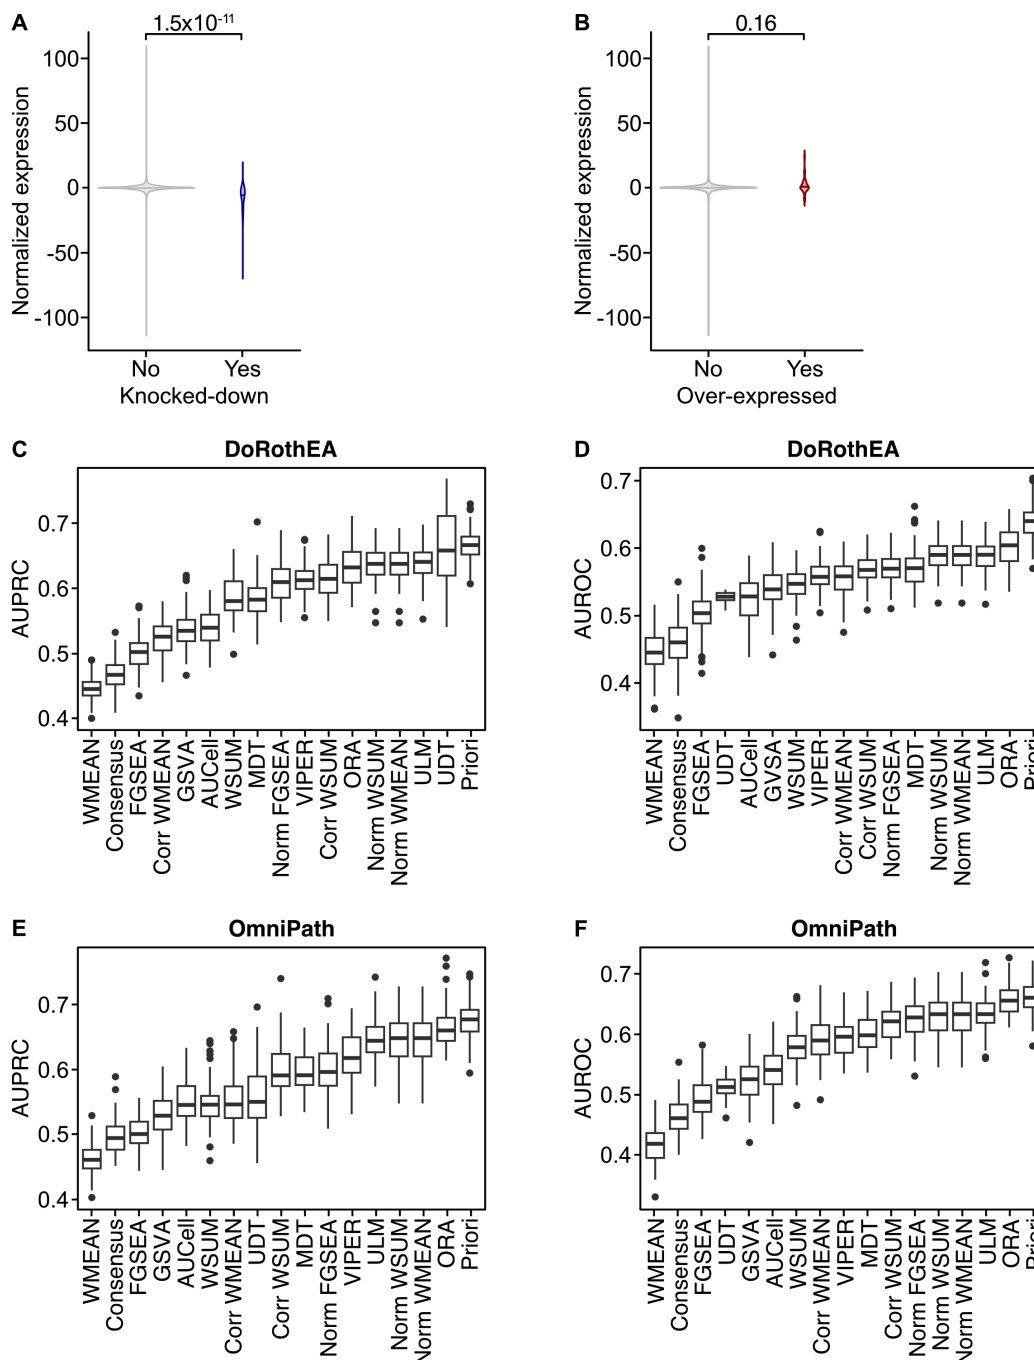 A
1.5x10-11
Normalized expression
100
50
0
-50
-100
No
Yes
Knocked-down
B
0.16
Normalized expression
100
50
0
-50
-100
No
Yes
Over-expressed
C
DoRothEA
AUPRC
0.7
0.6
0.5
0.4
WMEAN
Consensus
FGSEA
Corr WMEAN
GSVA
AUCell
WSUM
MDT
Norm FGSEA
VIPER
Corr WSUM
ORA
Norm WSUM
Norm WMEAN
ULM
UDT
Priori
D
DoRothEA
AUROC
0.7
0.6
0.5
0.4
WMEAN
Consensus
FGSEA
UDT
AUCell
GVSA
WSUM
VIPER
Corr WMEAN
Corr WSUM
Norm FGSEA
MDT
Norm WSUM
Norm WMEAN
ULM
ORA
Priori
E
OmniPath
AUPRC
0.7
0.6
0.5
0.4
WMEAN
Consensus
FGSEA
GSVA
AUCell
WSUM
Corr WMEAN
UDT
Corr WSUM
MDT
Norm FGSEA
VIPER
ULM
Norm WSUM
Norm WMEAN
ORA
Priori
F
OmniPath
AUROC
0.7
0.6
0.5
0.4
WMEAN
Consensus
FGSEA
UDT
GSVA
AUCell
WSUM
Corr WMEAN
VIPER
MDT
Corr WSUM
Norm FGSEA
Norm WSUM
Norm WMEAN
ULM
ORA
Priori